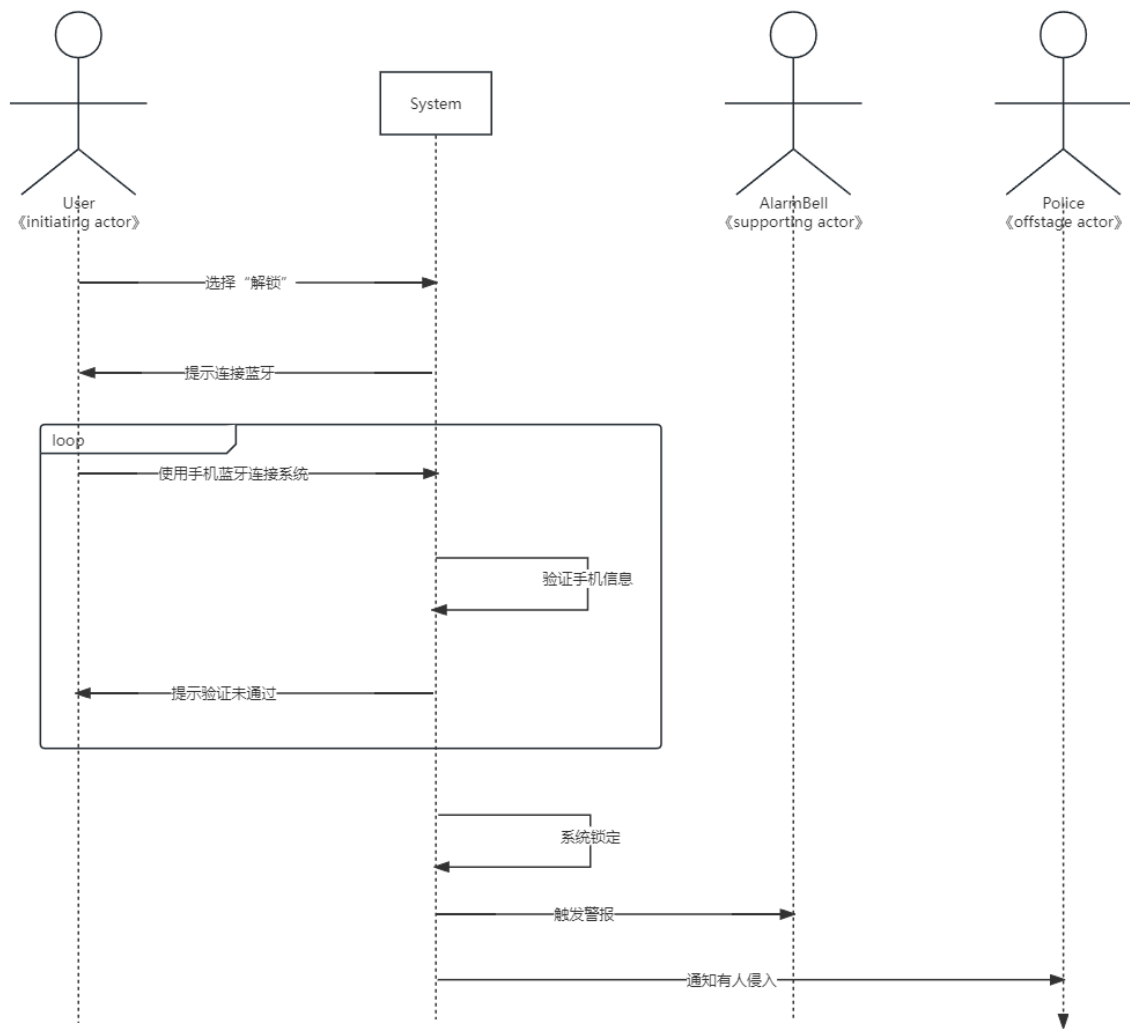 System
User
《initiating actor》
AlarmBell
《supporting actor》
Police
《offstage actor》
选择“解锁”
提示连接蓝牙
loop
使用手机蓝牙连接系统
验证手机信息
提示验证未通过
系统锁定
触发警报
通知有人侵入